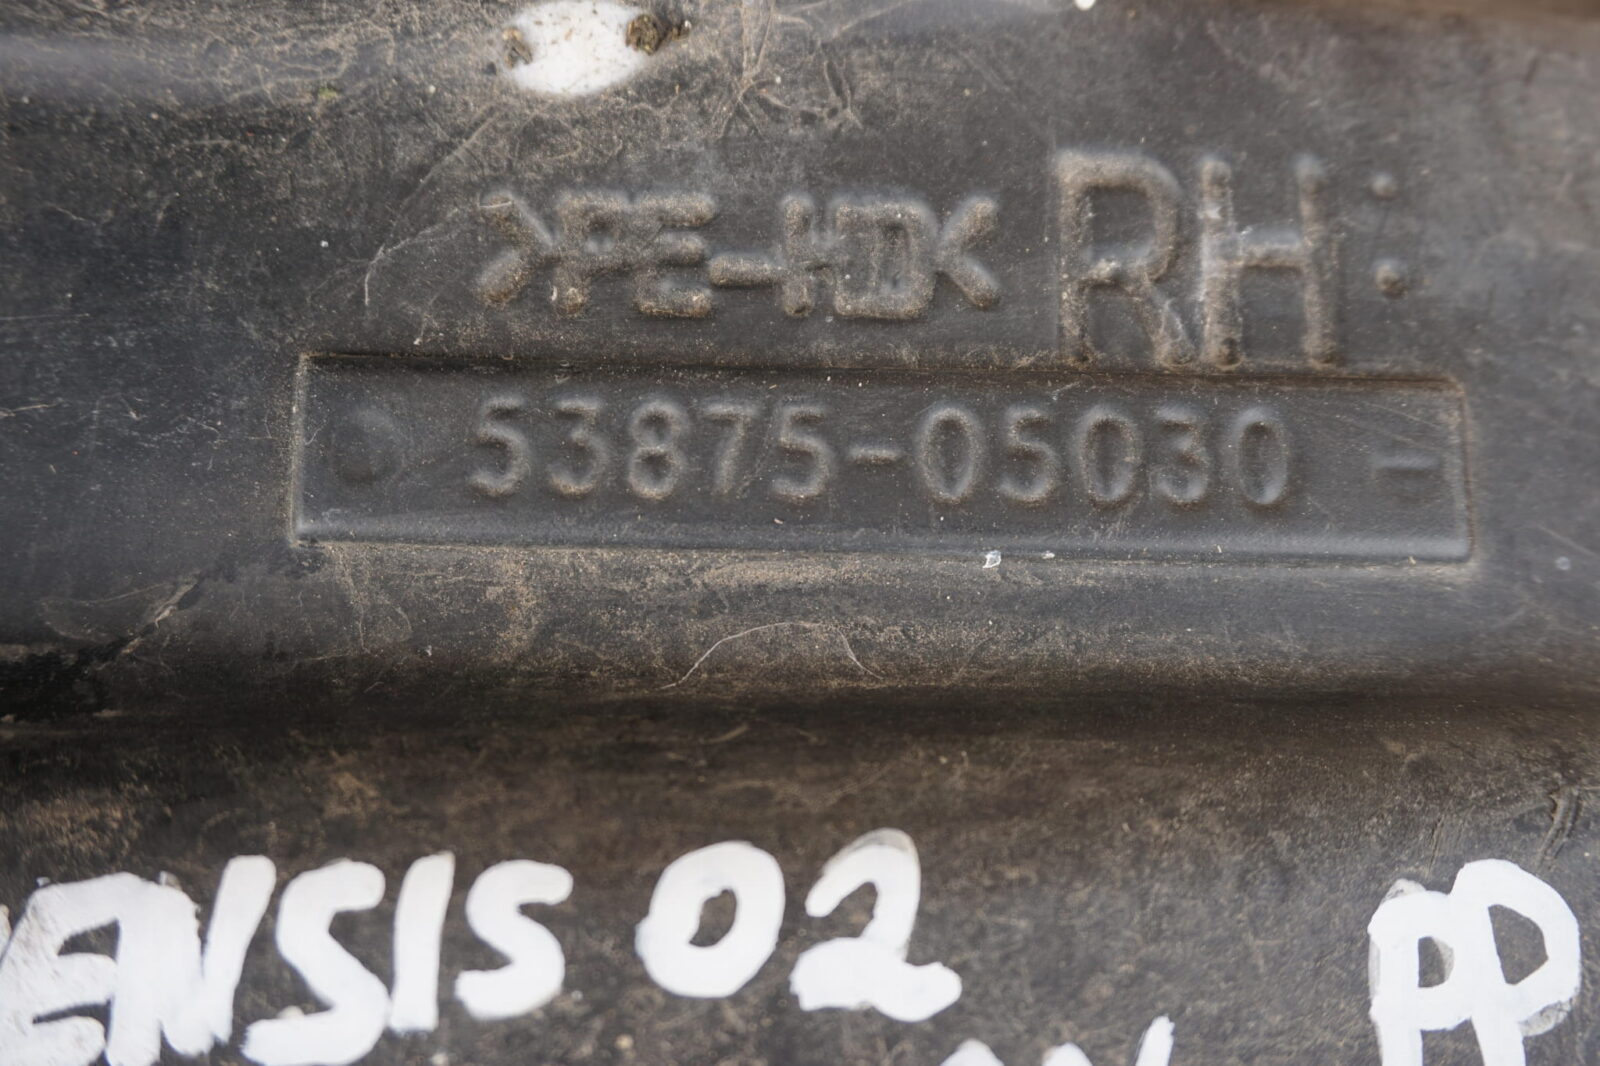 >PE-HD< RH:
53875-05030 -
ENSIS 02 PP